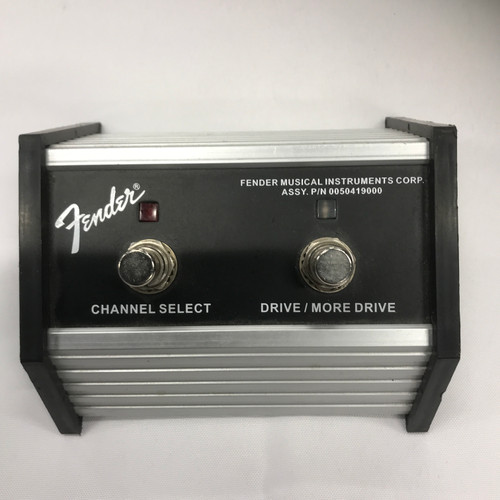 Fender®
FENDER MUSICAL INSTRUMENTS CORP.
ASSY. P/N 0050419000
CHANNEL SELECT
DRIVE / MORE DRIVE